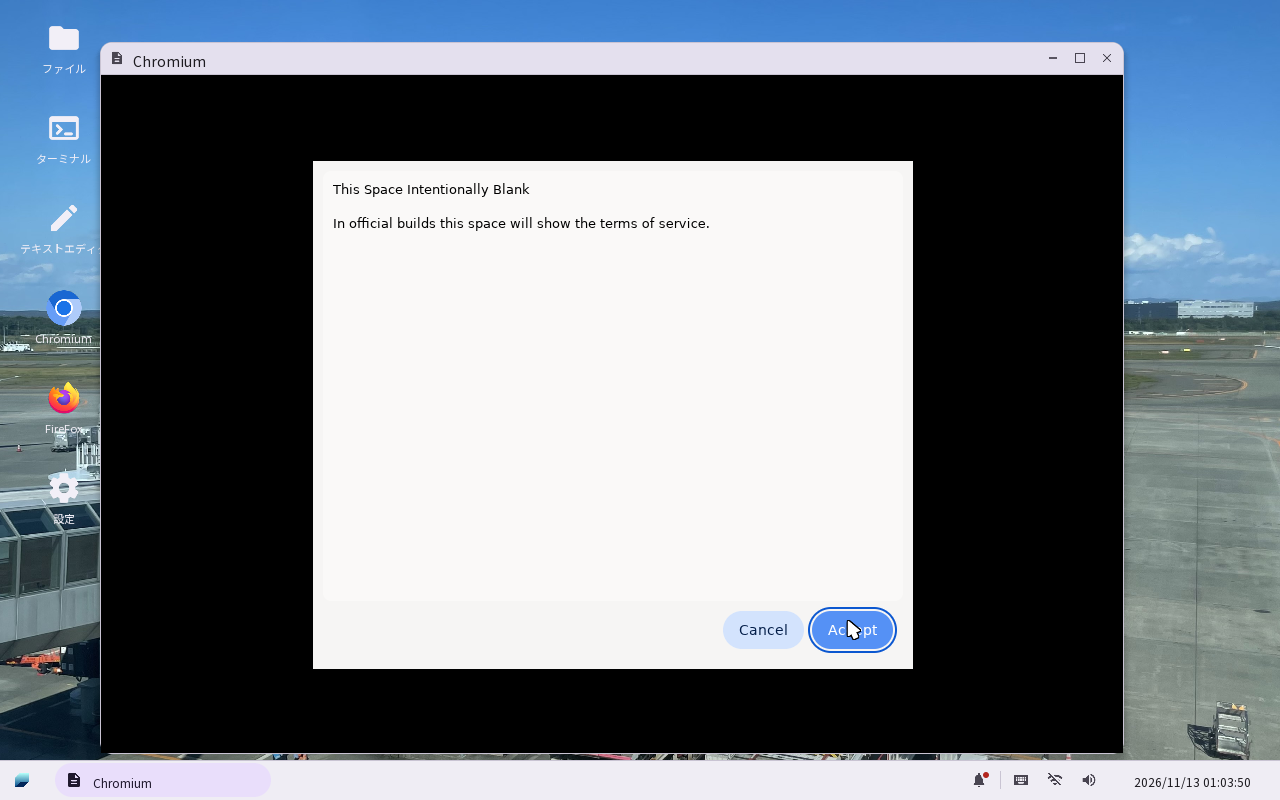 ファイル
ターミナル
テキストエディ
Chromium
FireFox
設定
Chromium
This Space Intentionally Blank
In official builds this space will show the terms of service.
Cancel
Accept
Chromium
2026/11/13 01:03:50